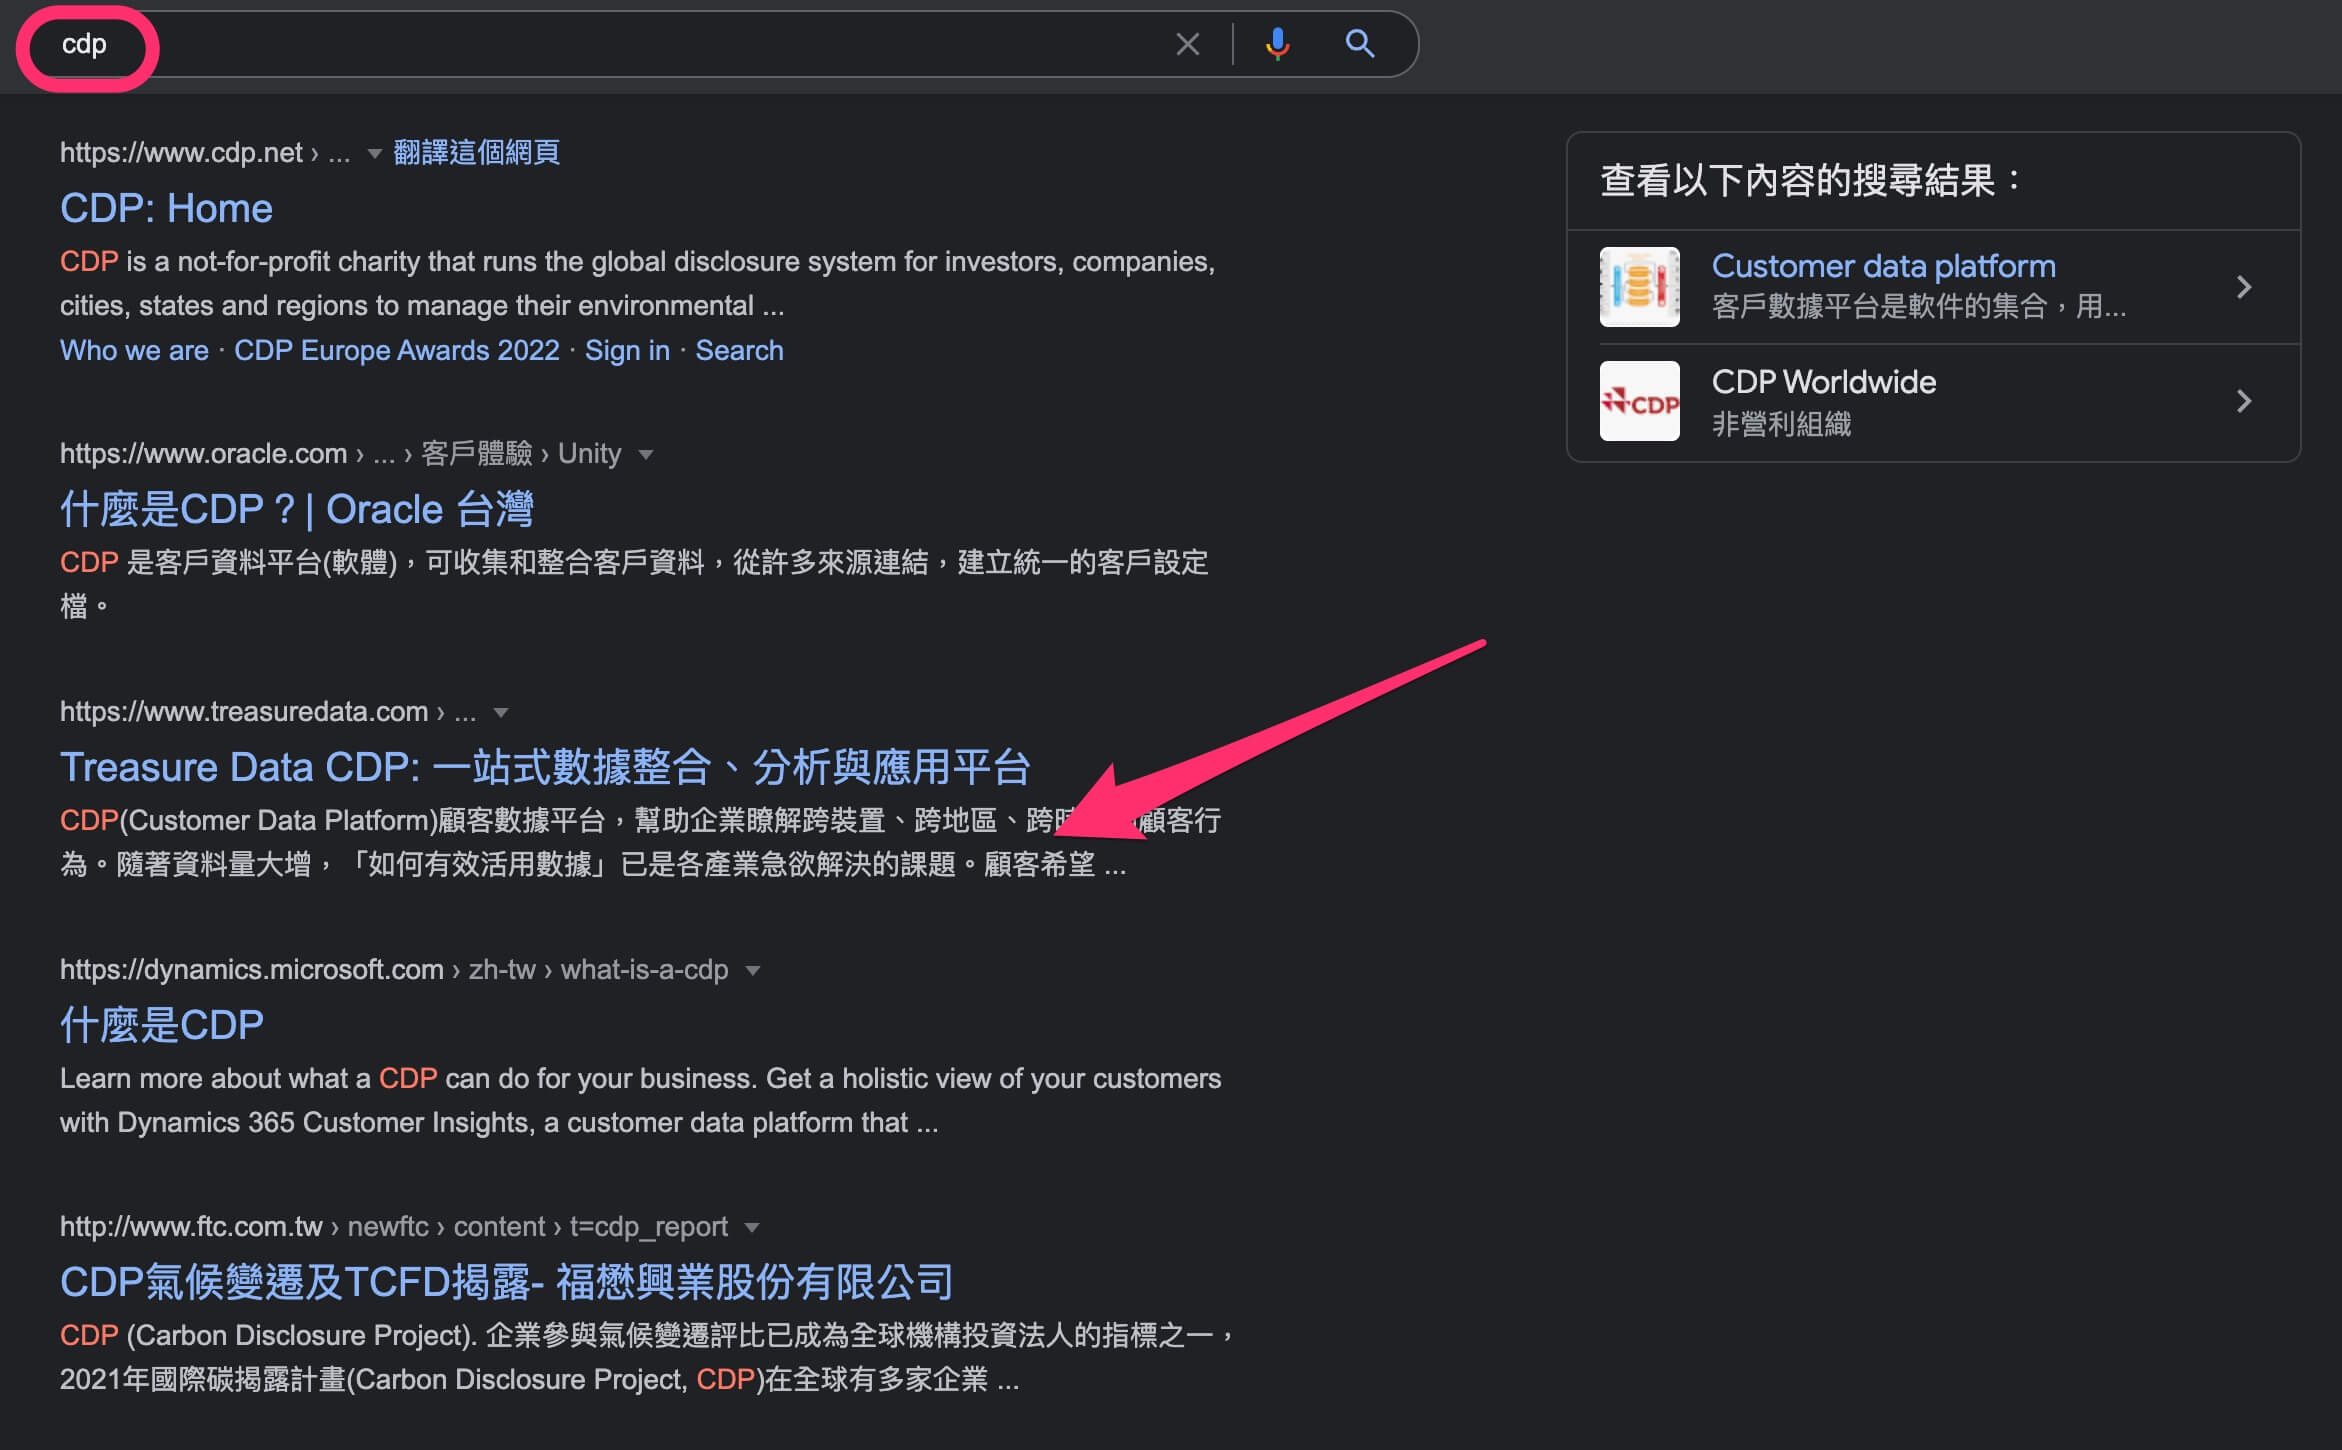 cdp
https://www.cdp.net › ... 翻譯這個網頁
CDP: Home
CDP is a not-for-profit charity that runs the global disclosure system for investors, companies,
cities, states and regions to manage their environmental ...
Who we are · CDP Europe Awards 2022 · Sign in · Search
https://www.oracle.com › ... › 客戶體驗 › Unity
什麼是CDP？| Oracle 台灣
CDP 是客戶資料平台(軟體)，可收集和整合客戶資料，從許多來源連結，建立統一的客戶設定
檔。
https://www.treasuredata.com › ...
Treasure Data CDP: 一站式數據整合、分析與應用平台
CDP(Customer Data Platform)顧客數據平台，幫助企業瞭解跨裝置、跨地區、跨 顧客行
為。隨著資料量大增，「如何有效活用數據」已是各產業急欲解決的課題。顧客希望 ...
https://dynamics.microsoft.com › zh-tw › what-is-a-cdp
什麼是CDP
Learn more about what a CDP can do for your business. Get a holistic view of your customers
with Dynamics 365 Customer Insights, a customer data platform that ...
http://www.ftc.com.tw › newftc › content › t=cdp_report
CDP氣候變遷及TCFD揭露- 福懋興業股份有限公司
CDP (Carbon Disclosure Project). 企業參與氣候變遷評比已成為全球機構投資法人的指標之一，
2021年國際碳揭露計畫(Carbon Disclosure Project, CDP)在全球有多家企業 ...
查看以下內容的搜尋結果：
Customer data platform
客戶數據平台是軟件的集合，用...
CDP
CDP Worldwide
非營利組織